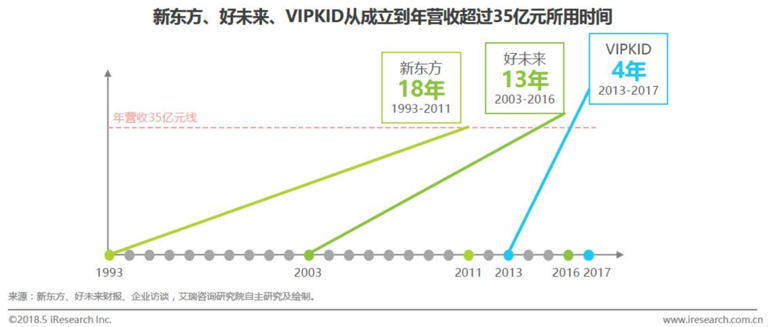 新东方、好未来、VIPKID从成立到年营收超过35亿元所用时间
新东方
18年
1993-2011
好未来
13年
2003-2016
VIPKID
4年
2013-2017
年营收35亿元线
1993
2003
2011
2013
2016
2017
来源：新东方、好未来财报、企业访谈，艾瑞咨询研究院自主研究及绘制。
©2018.5 iResearch Inc.
www.iresearch.com.cn